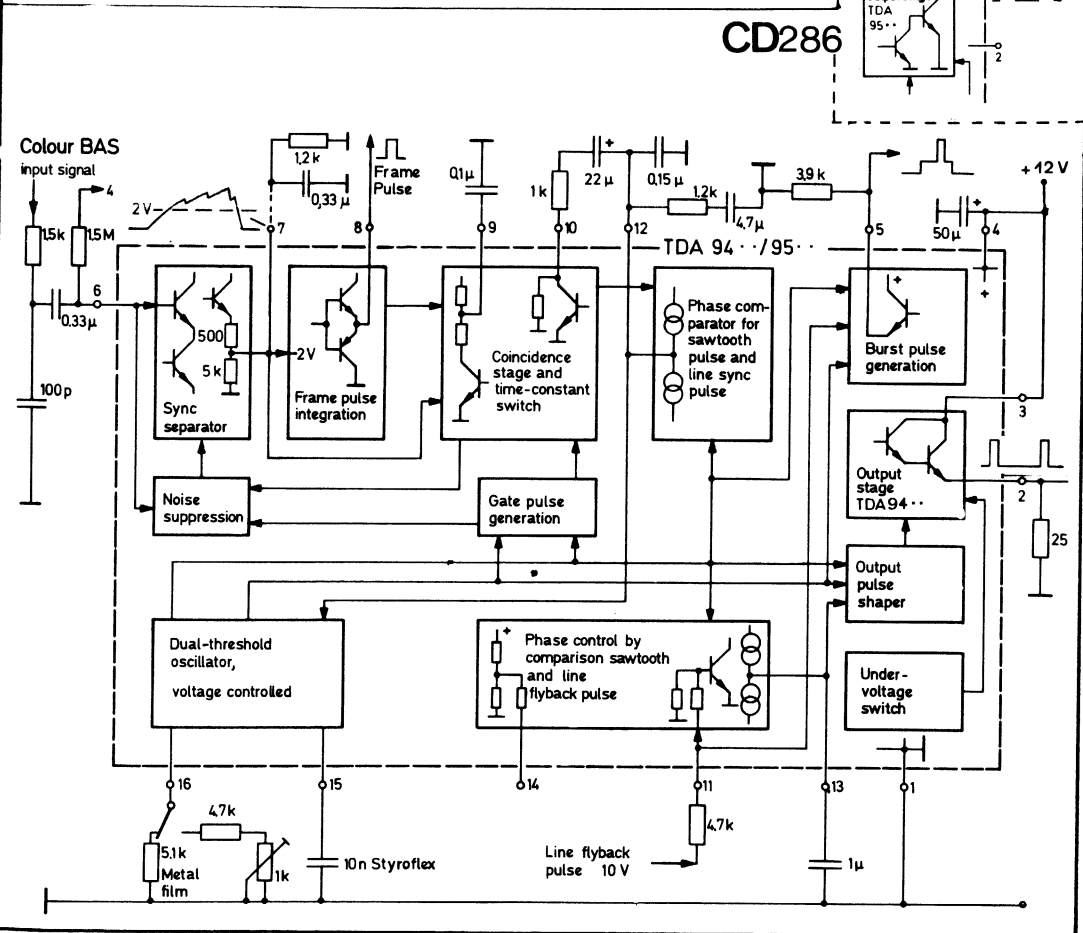 TDA
95··
2
CD286
Colour BAS
input signal
4
1,5k
1,5M
2V
7
1,2k
0,33µ
8
Frame
Pulse
0,1µ
9
1k
10
22µ
+
12
0,15µ
1,2k
4,7µ
3,9k
5
+12V
50µ
+
4
TDA 94··/95··
6
0.33µ
100p
500
5k
Sync
separator
2V
Frame pulse
integration
Coincidence
stage and
time-constant
switch
Phase com-
parator for
sawtooth
pulse and
line sync
pulse
+
Burst pulse
generation
+
3
Output
stage
TDA94··
2
25
Noise
suppression
Gate pulse
generation
Output
pulse
shaper
Dual-threshold
oscillator,
voltage controlled
+
Phase control by
comparison sawtooth
and line
flyback pulse
Under-
voltage
switch
16
15
14
11
13
1
4,7k
5,1k
Metal
film
1k
10n Styroflex
4,7k
Line flyback
pulse 10 V
1µ